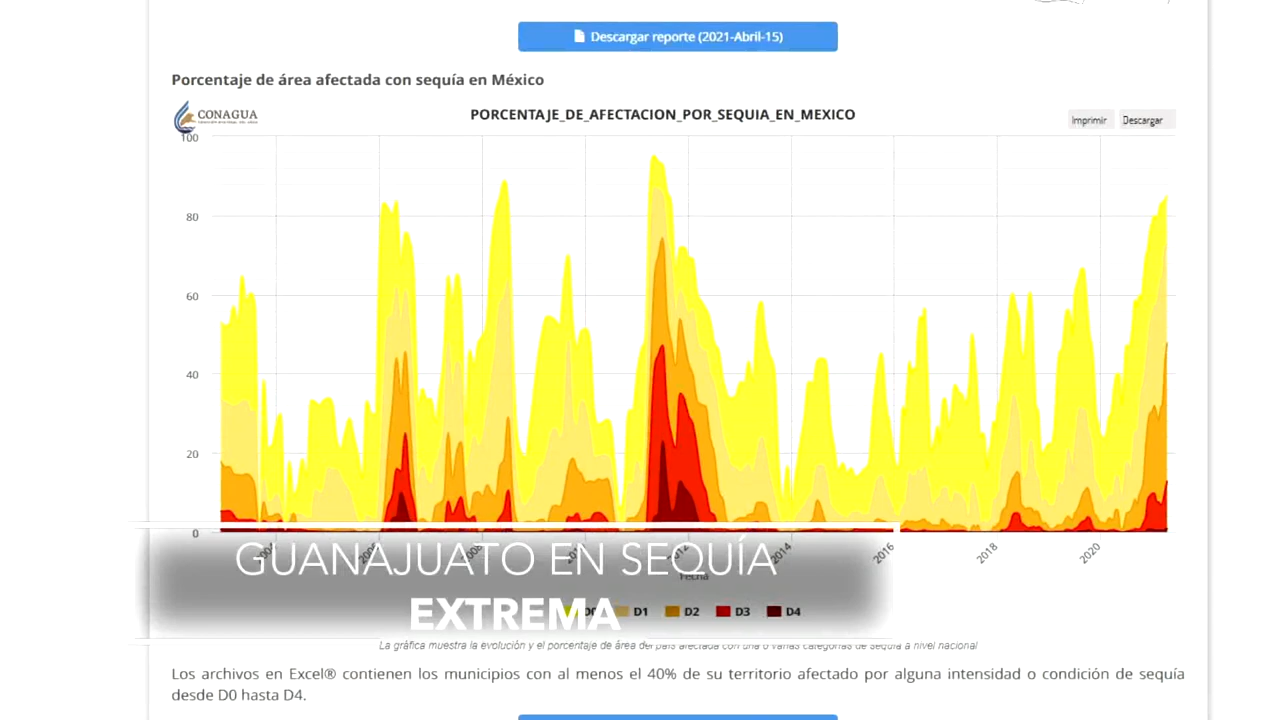 Descargar reporte (2021-Abril-15)
Porcentaje de área afectada con sequía en México
CONAGUA
PORCENTAJE_DE_AFECTACION_POR_SEQUIA_EN_MEXICO
Imprimir Descargar
100
80
60
40
20
0
2014 2016 2018 2020
Fecha
GUANAJUATO EN SEQUÍA
EXTREMA
D0 D1 D2 D3 D4
La gráfica muestra la evolución y el porcentaje de área del país afectada con una o varias categorías de sequía a nivel nacional
Los archivos en Excel® contienen los municipios con al menos el 40% de su territorio afectado por alguna intensidad o condición de sequía
desde D0 hasta D4.